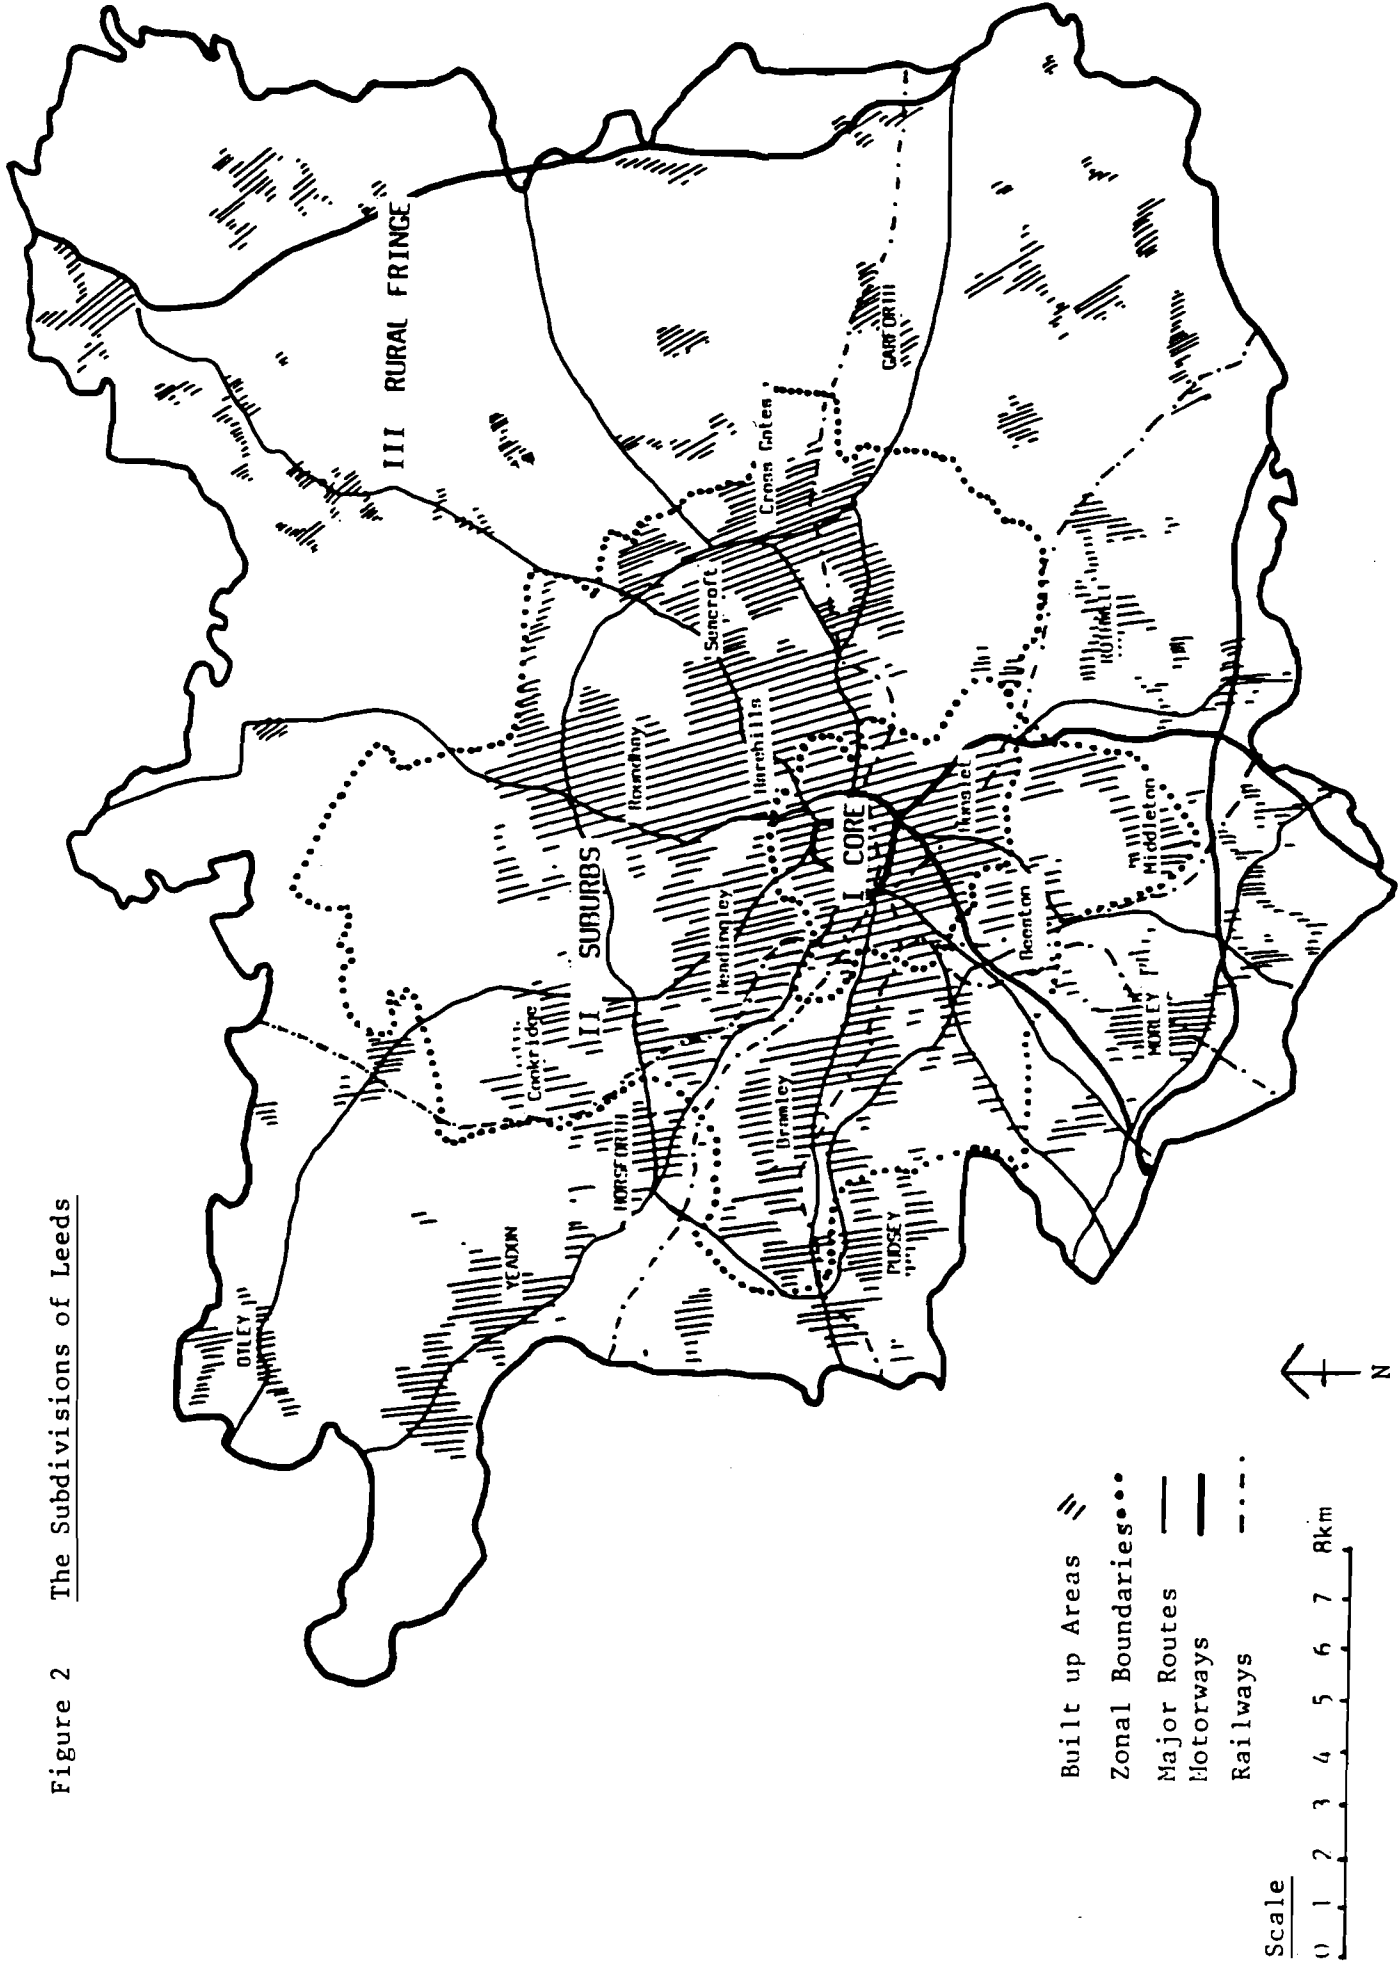 Figure 2 The Subdivisions of Leeds
OTLEY
YEADON
III RURAL FRINGE
Cookridge
II SUBURBS
HORSFORTH
Roundhay
Seacroft
Headingley
Harehills
Cross Gates
Bramley
I CORE
PUDSEY
GARFORTH
Hunslet
Beeston
ROTHWELL
Middleton
MORLEY
Built up Areas
Zonal Boundaries
Major Routes
Motorways
Railways
Scale
0 1 2 3 4 5 6 7 8km
N